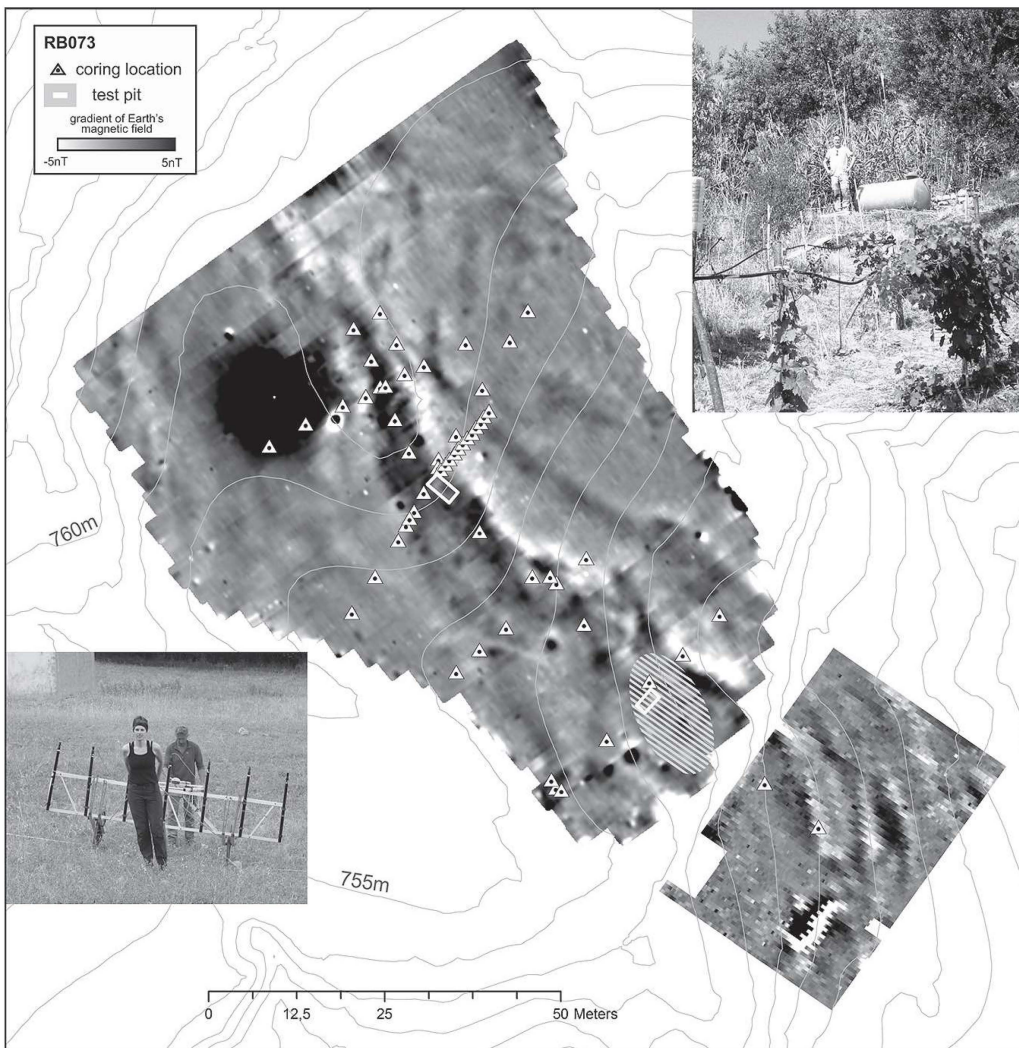 RB073
coring location
test pit
gradient of Earth's
magnetic field
-5nT 5nT
760m
755m
0 12,5 25 50 Meters